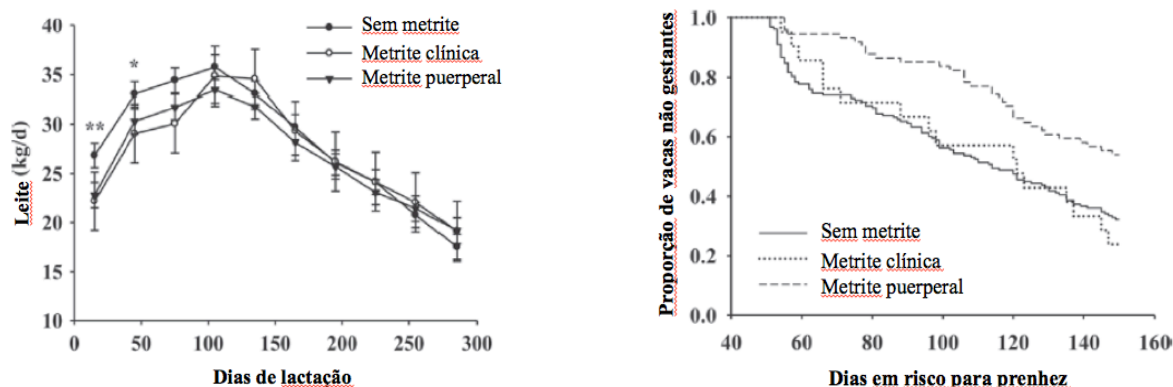 40
35
30
25
20
15
10
Leite (kg/d)
**
*
Sem metrite
Metrite clínica
Metrite puerperal
0
50
100
150
200
250
300
Dias de lactação
1.0
0.8
0.6
0.4
0.2
0.0
Proporção de vacas não gestantes
Sem metrite
Metrite clínica
Metrite puerperal
40
60
80
100
120
140
160
Dias em risco para prenhez